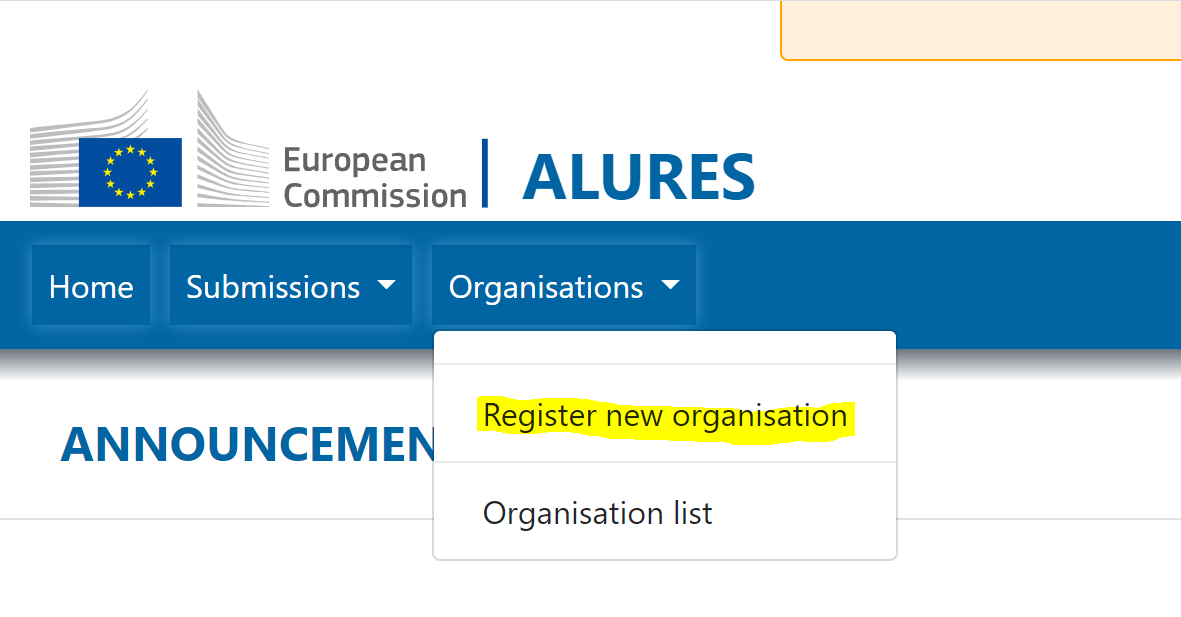 European
Commission
ALURES
Home
Submissions
Organisations
Register new organisation
ANNOUNCEMEN
Organisation list